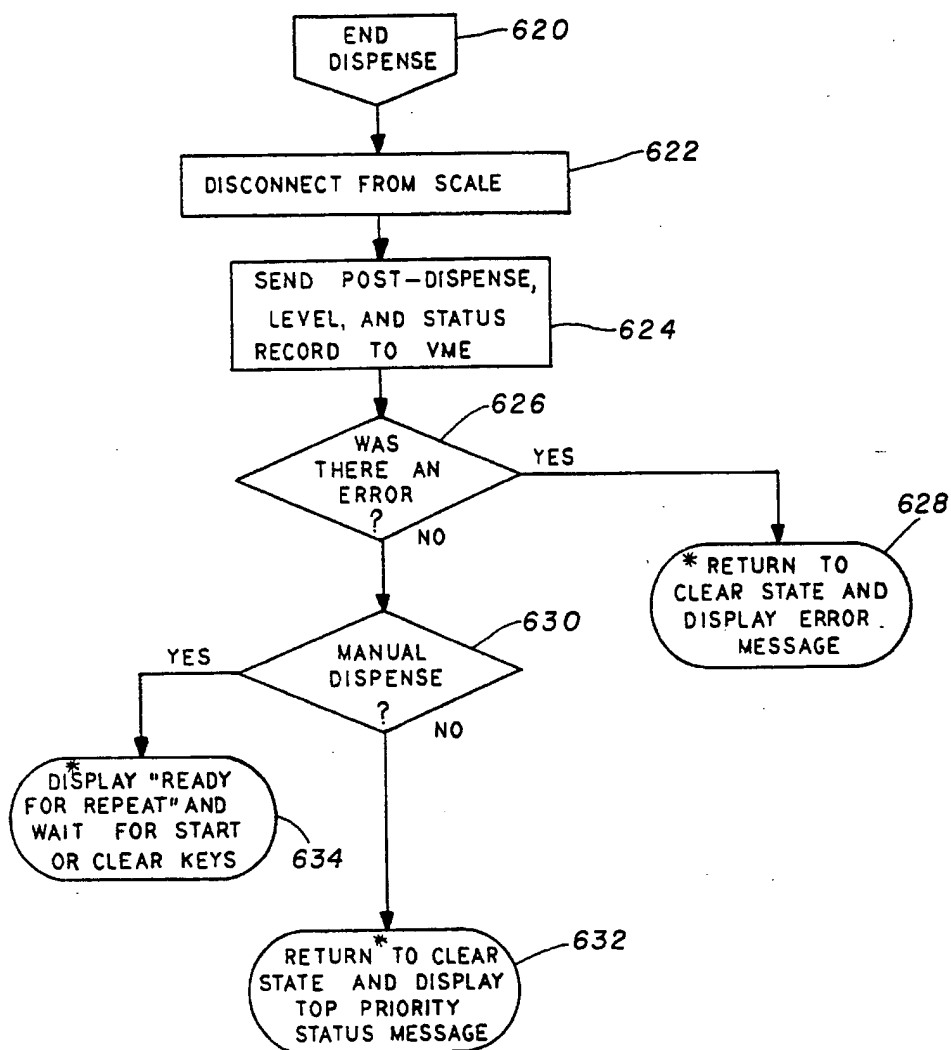 END
DISPENSE
620
DISCONNECT FROM SCALE
622
SEND POST-DISPENSE,
LEVEL, AND STATUS
RECORD TO VME
624
626
WAS
THERE AN
ERROR
?
YES
NO
628
* RETURN TO
CLEAR STATE AND
DISPLAY ERROR
MESSAGE
630
MANUAL
DISPENSE
?
YES
NO
*
DISPLAY "READY
FOR REPEAT" AND
WAIT FOR START
OR CLEAR KEYS
634
RETURN* TO CLEAR
STATE AND DISPLAY
TOP PRIORITY
STATUS MESSAGE
632